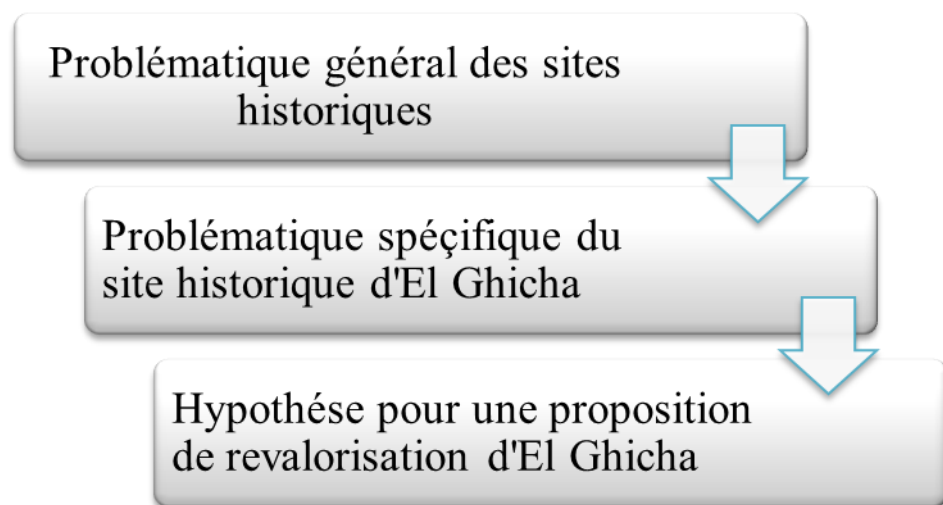 Problématique général des sites
historiques
Problématique spéçifique du
site historique d'El Ghicha
Hypothése pour une proposition
de revalorisation d'El Ghicha